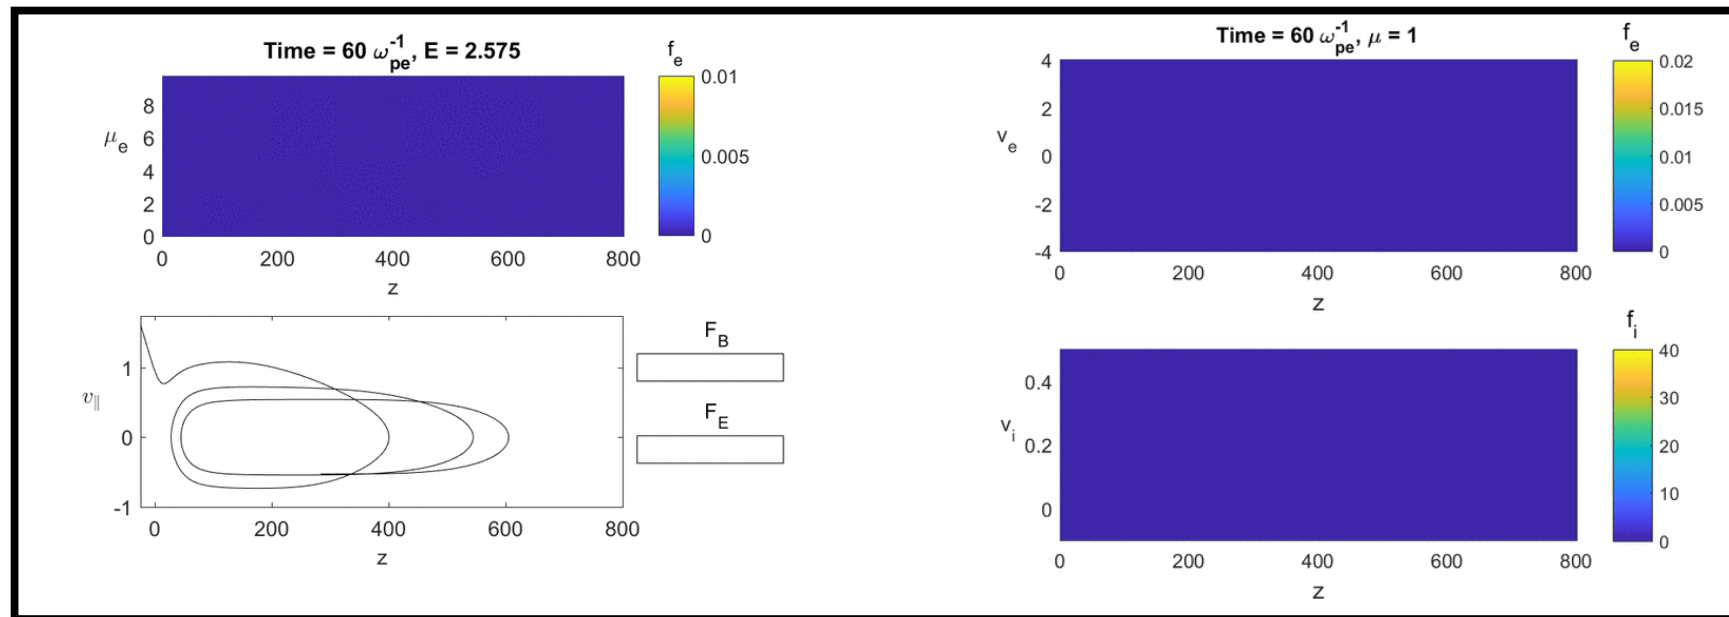 Time = 60 ω_pe^-1, E = 2.575
f_e
0.01
0.005
0
μ_e
8
6
4
2
0
0 200 400 600 800
z
v_∥
1
0
-1
0 200 400 600 800
z
F_B
F_E
Time = 60 ω_pe^-1, μ = 1
f_e
0.02
0.015
0.01
0.005
0
v_e
4
2
0
-2
-4
0 200 400 600 800
z
f_i
40
30
20
10
0
v_i
0.4
0.2
0
0 200 400 600 800
z